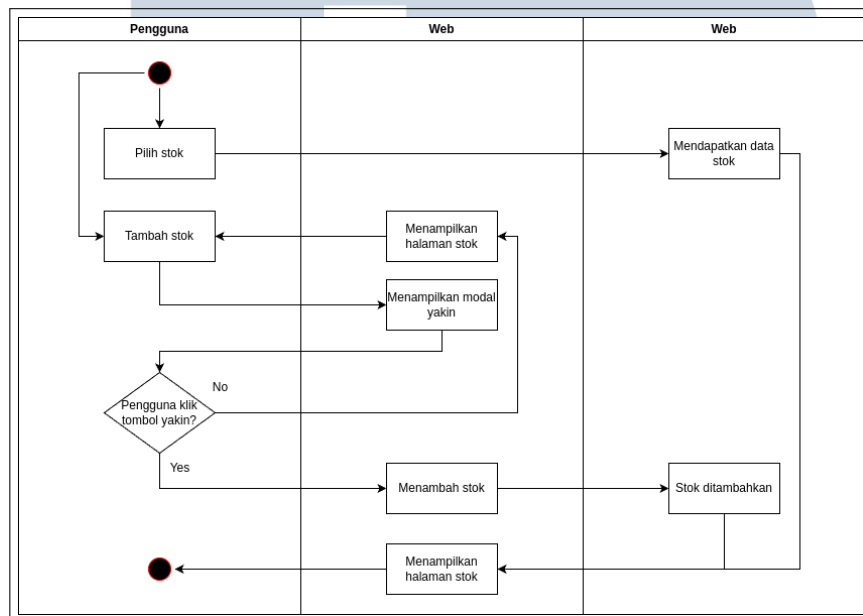 Pengguna
Web
Web
Pilih stok
Mendapatkan data
stok
Tambah stok
Menampilkan
halaman stok
Menampilkan modal
yakin
No
Pengguna klik
tombol yakin?
Yes
Menambah stok
Stok ditambahkan
Menampilkan
halaman stok